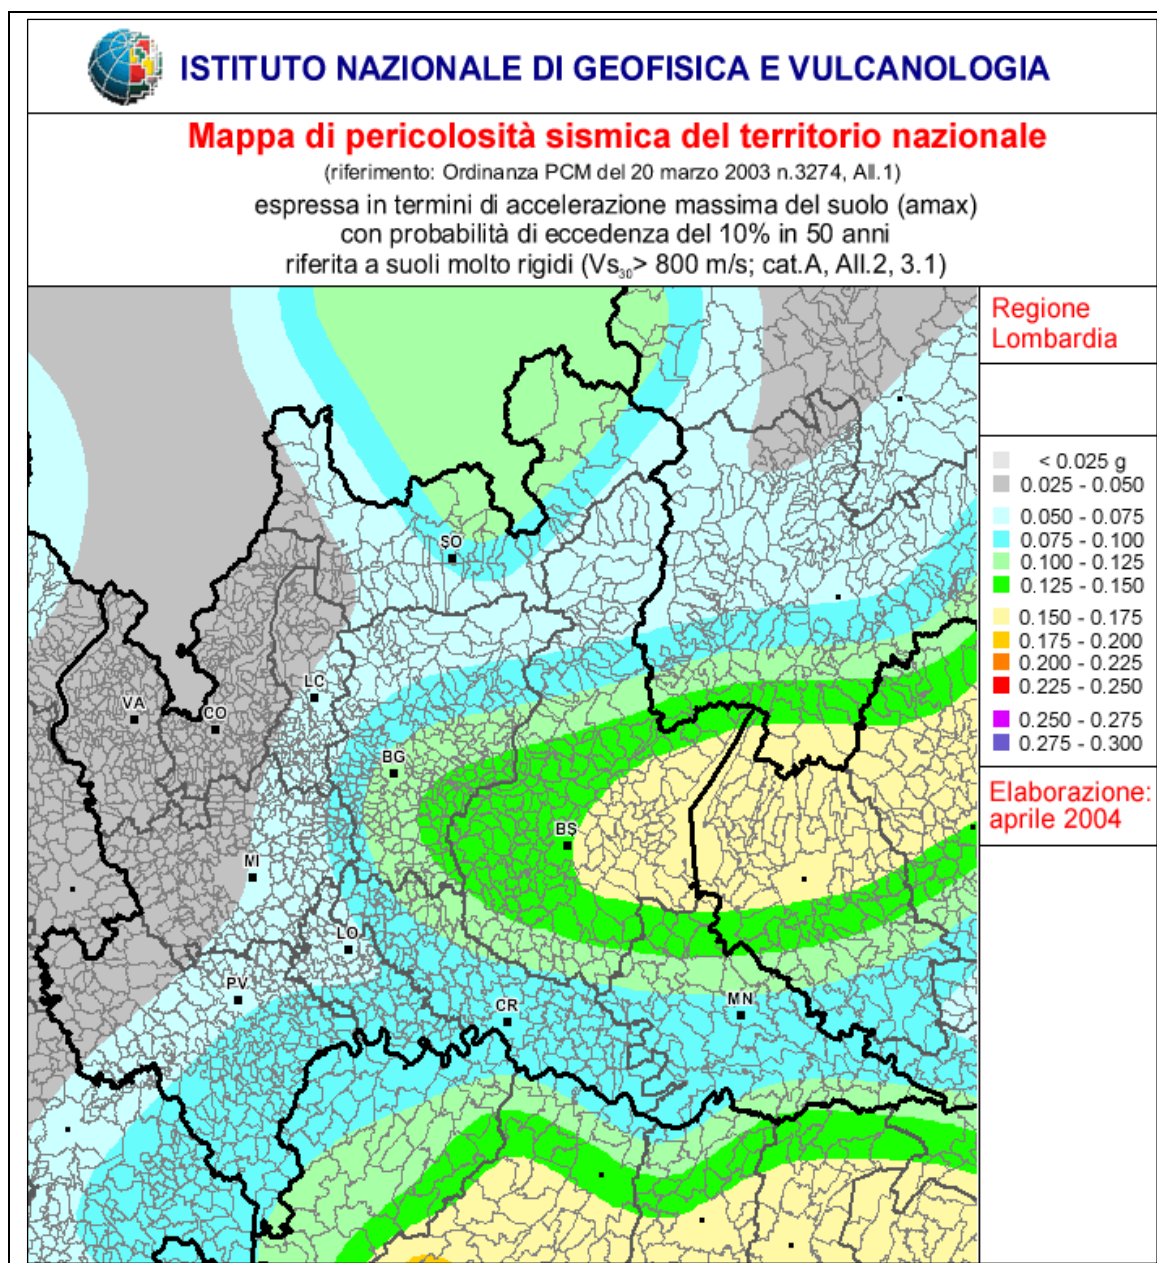 ISTITUTO NAZIONALE DI GEOFISICA E VULCANOLOGIA
Mappa di pericolosità sismica del territorio nazionale
(riferimento: Ordinanza PCM del 20 marzo 2003 n.3274, All.1)
espressa in termini di accelerazione massima del suolo (amax)
con probabilità di eccedenza del 10% in 50 anni
riferita a suoli molto rigidi (Vs30> 800 m/s; cat.A, All.2, 3.1)
Regione
Lombardia
< 0.025 g
0.025 - 0.050
0.050 - 0.075
0.075 - 0.100
0.100 - 0.125
0.125 - 0.150
0.150 - 0.175
0.175 - 0.200
0.200 - 0.225
0.225 - 0.250
0.250 - 0.275
0.275 - 0.300
Elaborazione:
aprile 2004
SO
LC
VA
CO
BG
BS
MI
LO
PV
CR
MN